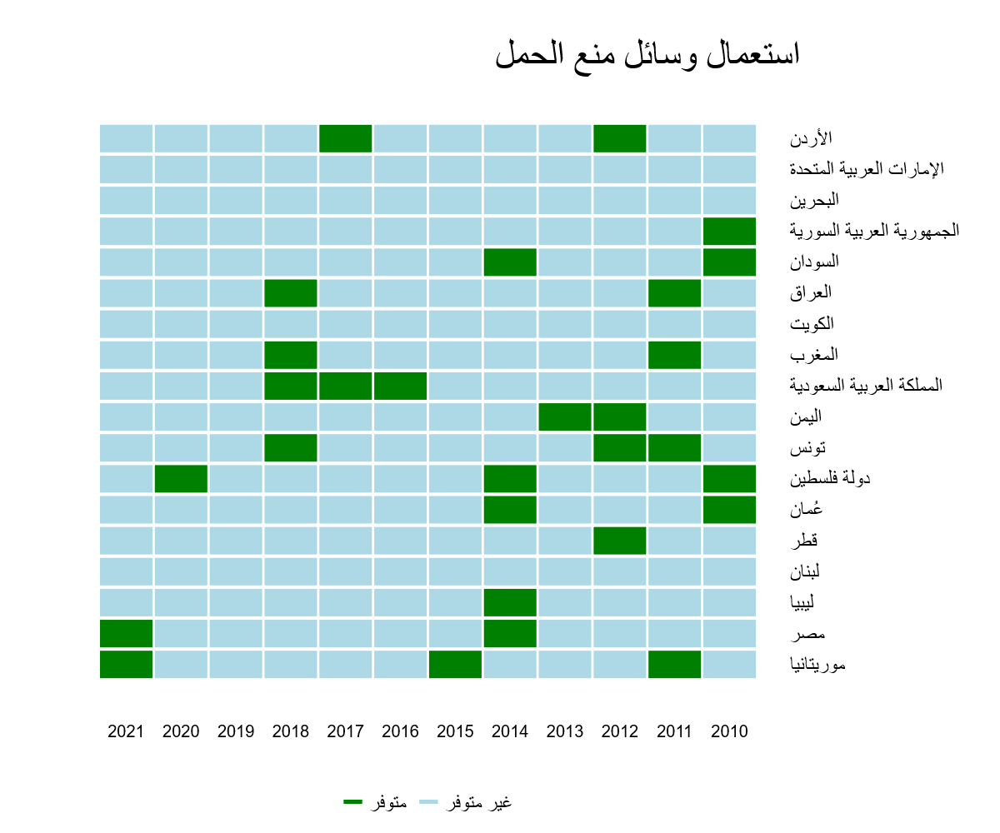 استعمال وسائل منع الحمل
الأردن
الإمارات العربية المتحدة
البحرين
الجمهورية العربية السورية
السودان
العراق
الكويت
المغرب
المملكة العربية السعودية
اليمن
تونس
دولة فلسطين
عُمان
قطر
لبنان
ليبيا
مصر
موريتانيا
2021 2020 2019 2018 2017 2016 2015 2014 2013 2012 2011 2010
متوفر غير متوفر